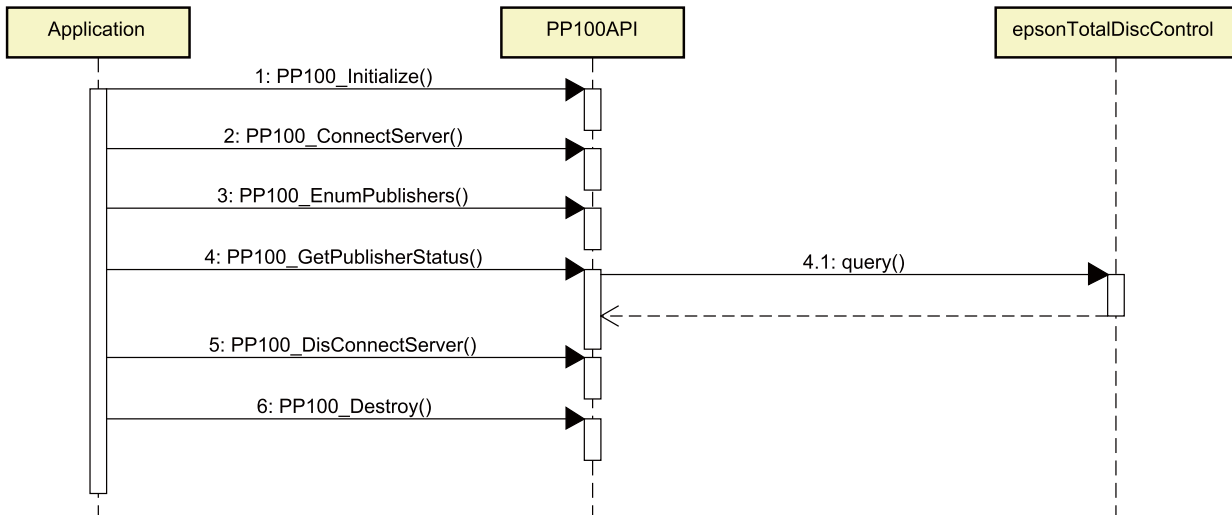 Application
PP100API
epsonTotalDiscControl
1: PP100_Initialize()
2: PP100_ConnectServer()
3: PP100_EnumPublishers()
4: PP100_GetPublisherStatus()
4.1: query()
5: PP100_DisConnectServer()
6: PP100_Destroy()